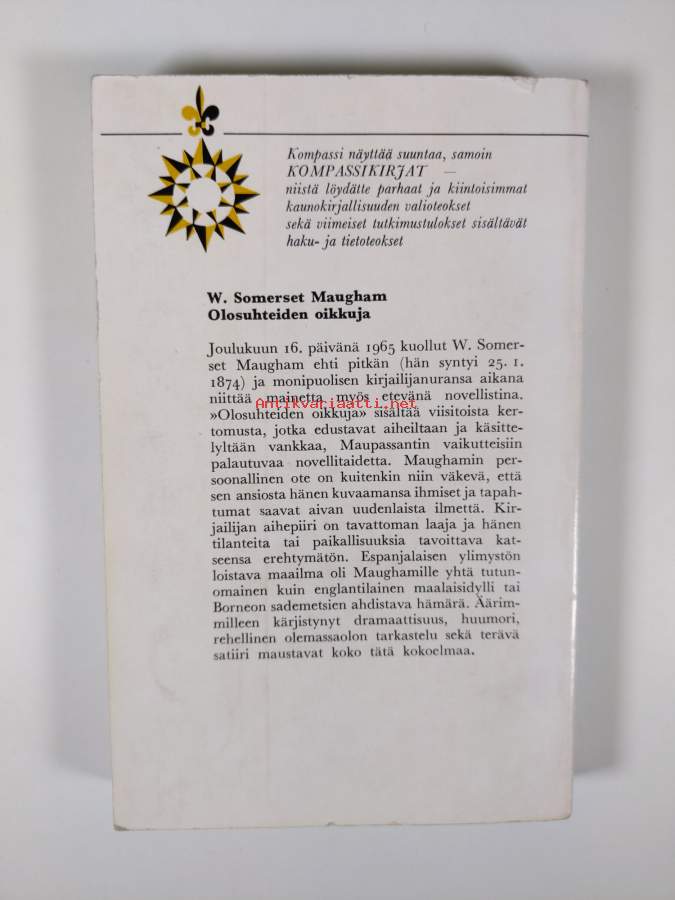 Kompassi näyttää suuntaa, samoin
KOMPASSIKIRJAT —
niistä löydätte parhaat ja kiintoisimmat
kaunokirjallisuuden valioteokset
sekä viimeiset tutkimustulokset sisältävät
haku- ja tietoteokset
W. Somerset Maugham
Olosuhteiden oikkuja
Joulukuun 16. päivänä 1965 kuollut W. Somer-
set Maugham ehti pitkän (hän syntyi 25. 1.
1874) ja monipuolisen kirjailijanuransa aikana
niittää mainetta myös etevänä novellistina.
Antikvariaatti.net
»Olosuhteiden oikkuja» sisältää viisitoista ker-
tomusta, jotka edustavat aiheiltaan ja käsitte-
lyltään vankkaa, Maupassantin vaikutteisiin
palautuvaa novellitaidetta. Maughamin per-
soonallinen ote on kuitenkin niin väkevä, että
sen ansiosta hänen kuvaamansa ihmiset ja tapah-
tumat saavat aivan uudenlaista ilmettä. Kir-
jailijan aihepiiri on tavattoman laaja ja hänen
tilanteita tai paikallisuuksia tavoittava kat-
seensa erehtymätön. Espanjalaisen ylimystön
loistava maailma oli Maughamille yhtä tutun-
omainen kuin englantilainen maalaisidylli tai
Borneon sademetsien ahdistava hämärä. Äärim-
milleen kärjistynyt dramaattisuus, huumori,
rehellinen olemassaolon tarkastelu sekä terävä
satiiri maustavat koko tätä kokoelmaa.